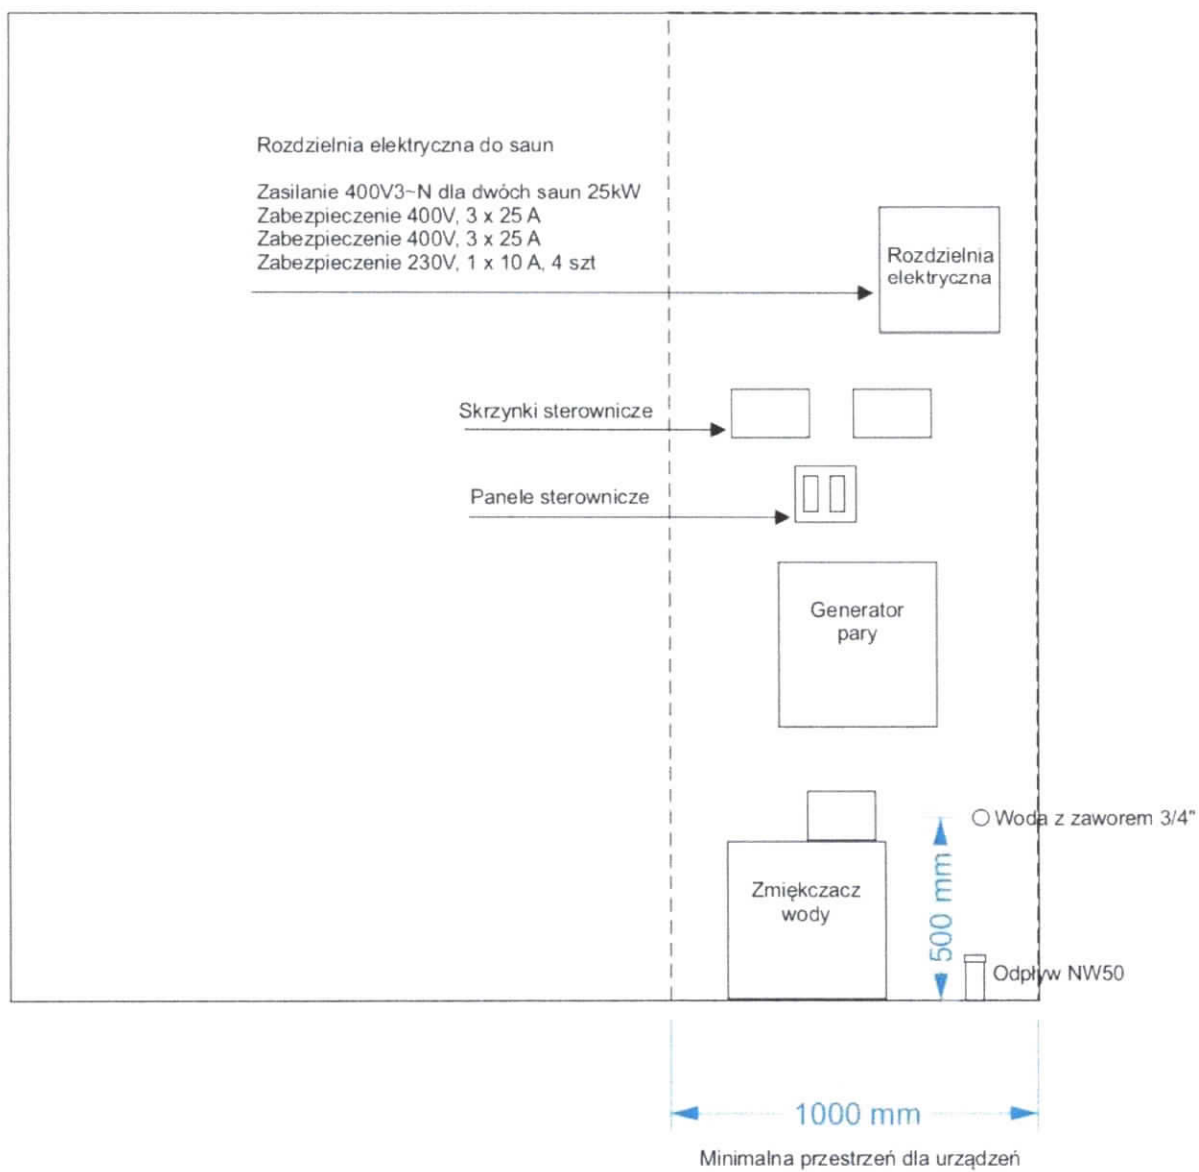 Rozdzielnia elektryczna do saun
Zasilanie 400V3~N dla dwóch saun 25kW
Zabezpieczenie 400V, 3 x 25 A
Zabezpieczenie 400V, 3 x 25 A
Zabezpieczenie 230V, 1 x 10 A, 4 szt
Rozdzielnia
elektryczna
Skrzynki sterownicze
Panele sterownicze
Generator
pary
Woda z zaworem 3/4"
Zmiękczacz
wody
500 mm
Odpływ NW50
1000 mm
Minimalna przestrzeń dla urządzeń